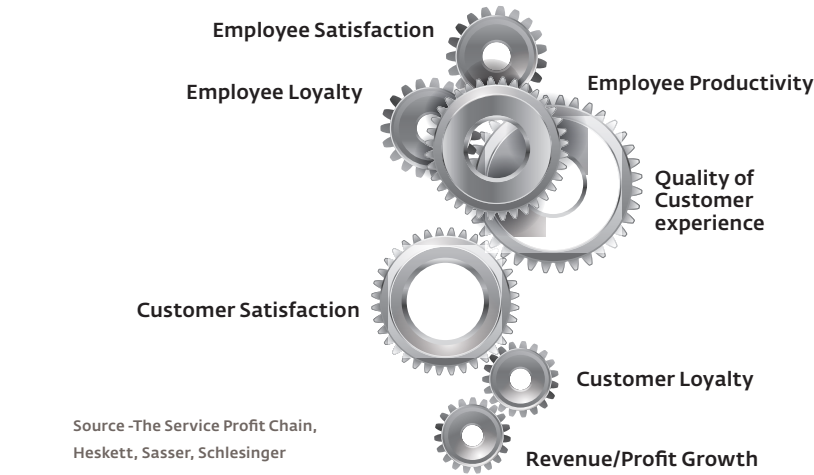 Employee Satisfaction
Employee Loyalty
Employee Productivity
Quality of
Customer
experience
Customer Satisfaction
Customer Loyalty
Source -The Service Profit Chain,
Heskett, Sasser, Schlesinger
Revenue/Profit Growth